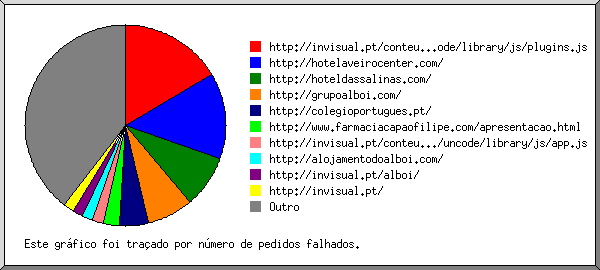 http://invisual.pt/conteu...ode/library/js/plugins.js
http://hotelaveirocenter.com/
http://hoteldassalinas.com/
http://grupoalboi.com/
http://colegioportugues.pt/
http://www.farmaciacapaofilipe.com/apresentacao.html
http://invisual.pt/conteu.../uncode/library/js/app.js
http://alojamentodoalboi.com/
http://invisual.pt/alboi/
http://invisual.pt/
Outro
Este gráfico foi traçado por número de pedidos falhados.